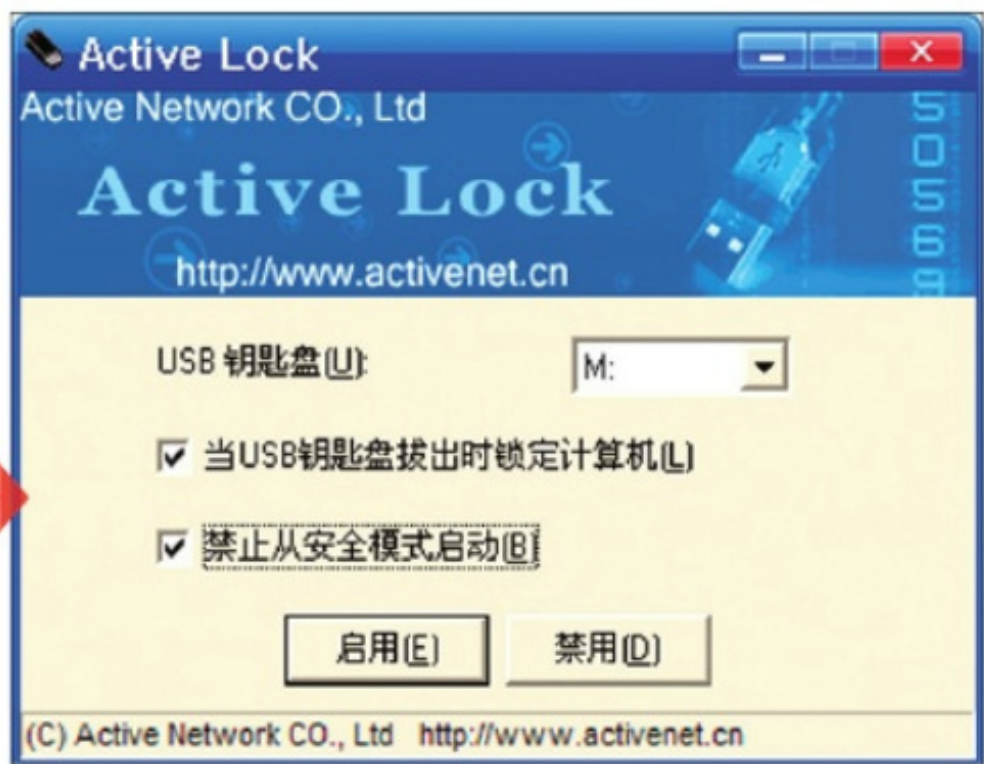 Active Lock
Active Network CO., Ltd
Active Lock
http://www.activenet.cn
USB 钥匙盘(U):
M:
当USB钥匙盘拔出时锁定计算机(L)
禁止从安全模式启动(B)
启用(E)
禁用(D)
(C) Active Network CO., Ltd http://www.activenet.cn